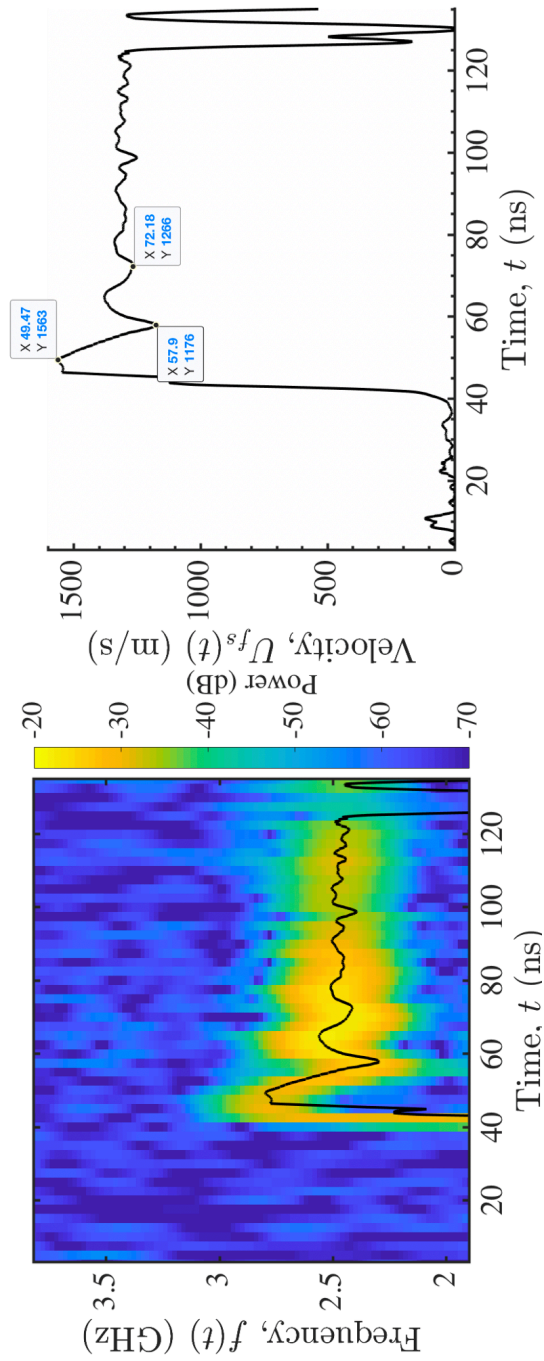 Frequency, f(t) (GHz)
3.5
3
2.5
2
20
40
60
80
100
120
Time, t (ns)
-20
-30
-40
-50
-60
-70
Power (dB)
Velocity, U_fs(t) (m/s)
1500
1000
500
0
20
40
60
80
100
120
Time, t (ns)
X 49.47
Y 1563
X 57.9
Y 1176
X 72.18
Y 1266